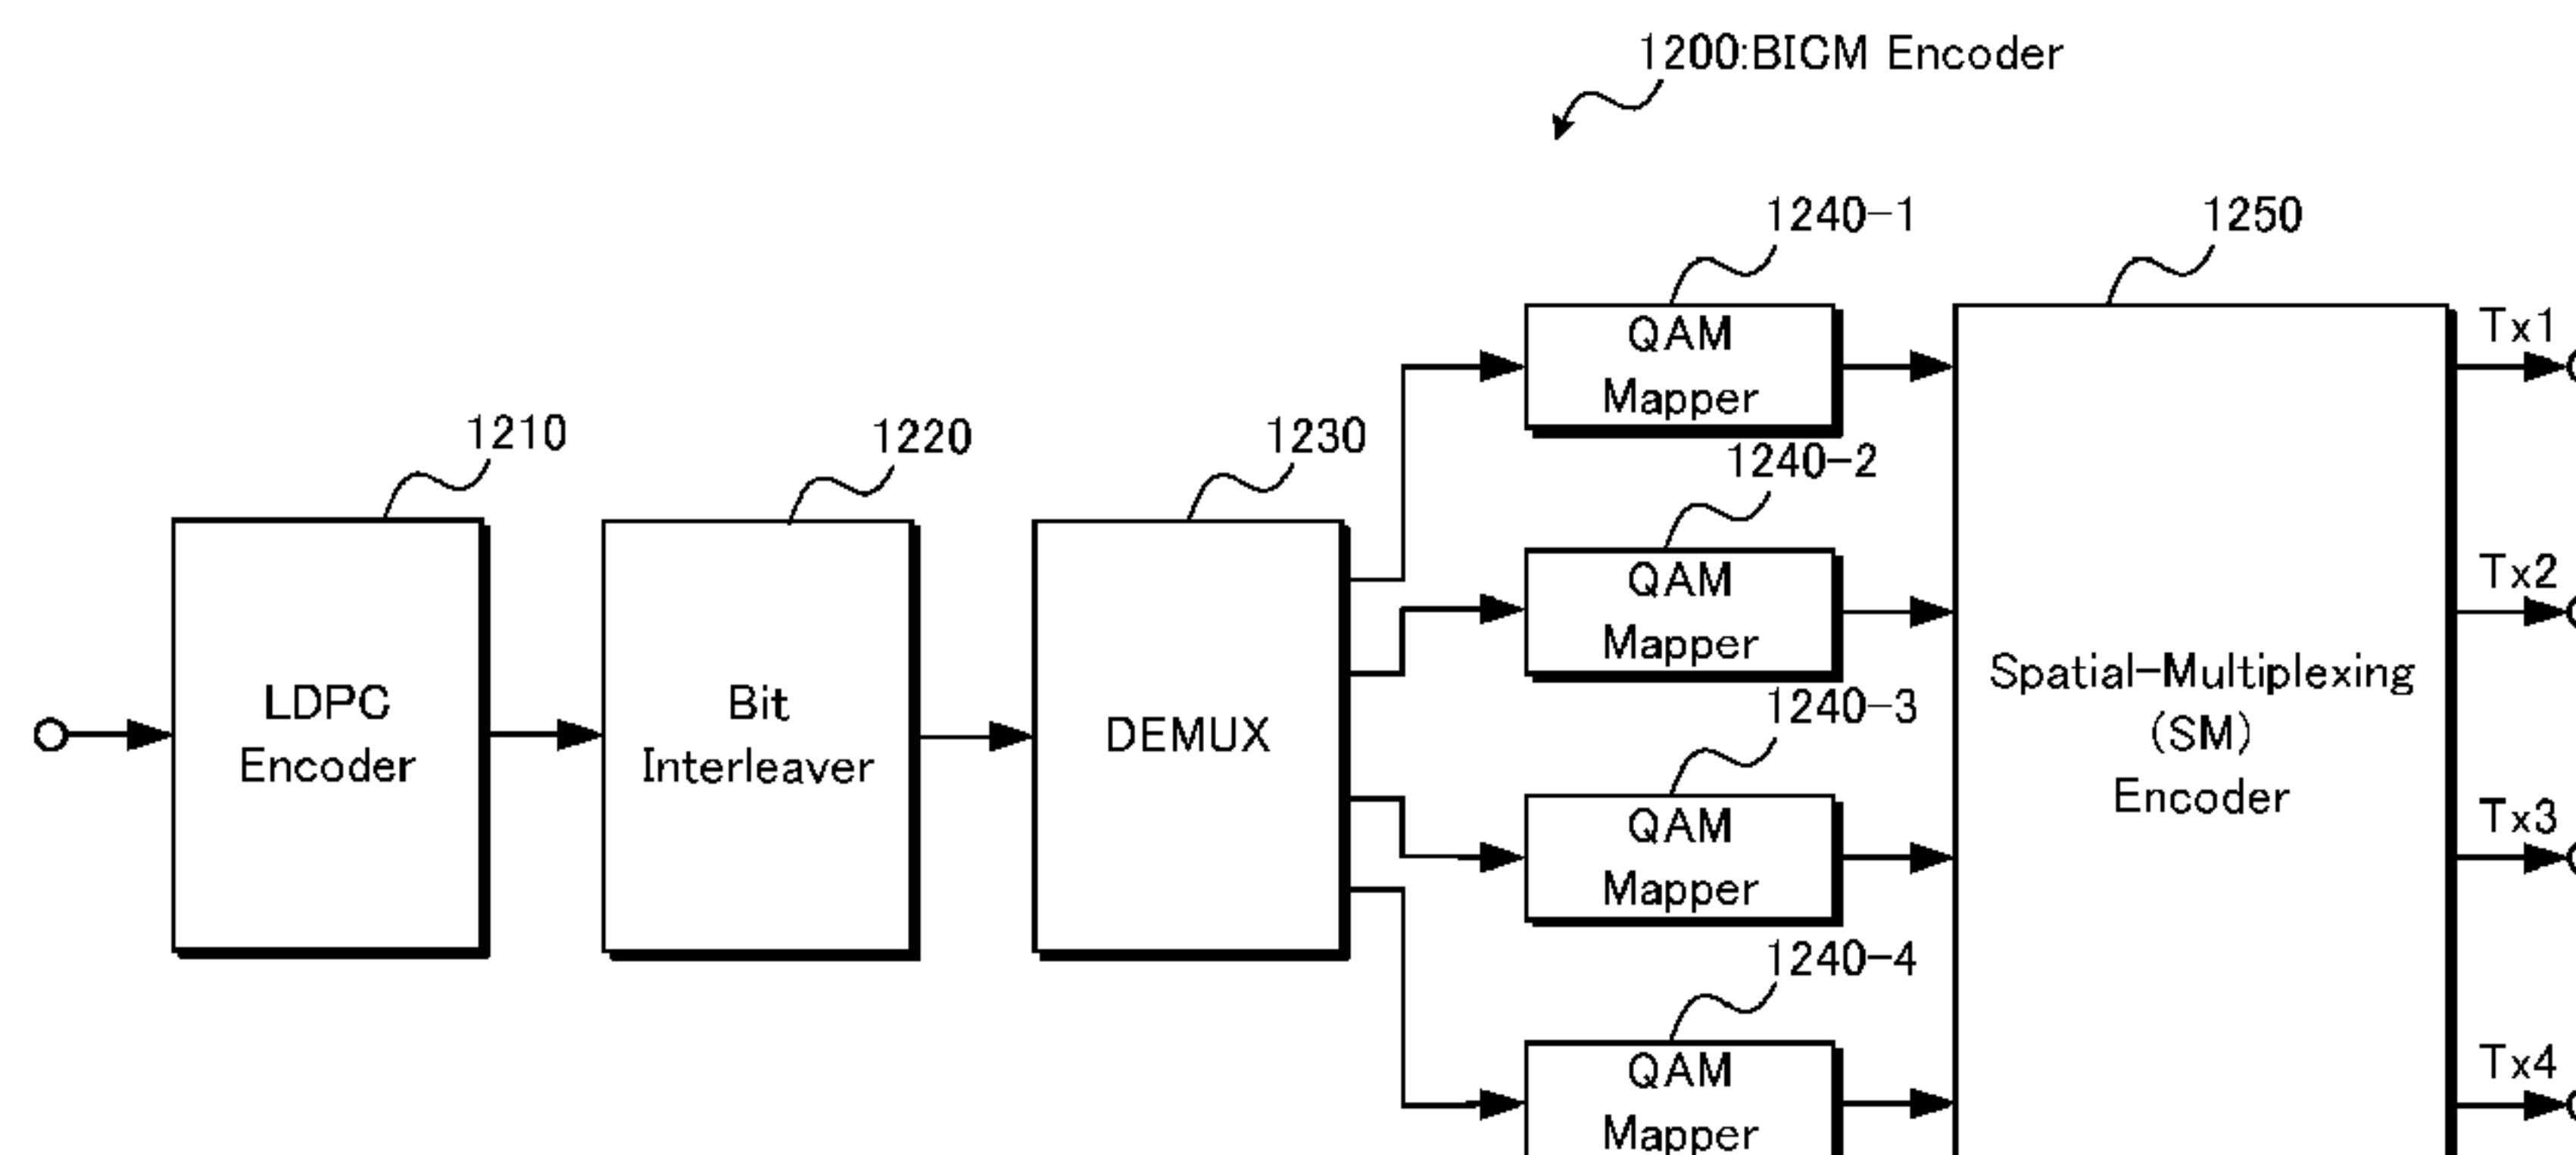 1200:BICM Encoder
1240-1
1250
QAM
Mapper
Tx1
1210
1220
1230
1240-2
QAM
Mapper
Tx2
LDPC
Encoder
Bit
Interleaver
DEMUX
1240-3
Spatial-Multiplexing
(SM)
Encoder
QAM
Mapper
Tx3
1240-4
QAM
Mapper
Tx4